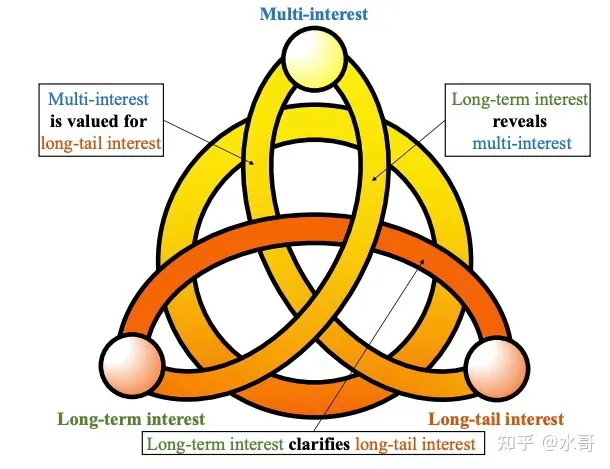 Multi-interest
Multi-interest
is valued for
long-tail interest
Long-term interest
reveals
multi-interest
Long-term interest
Long-tail interest
Long-term interest clarifies long-tail interest
知乎 @水哥